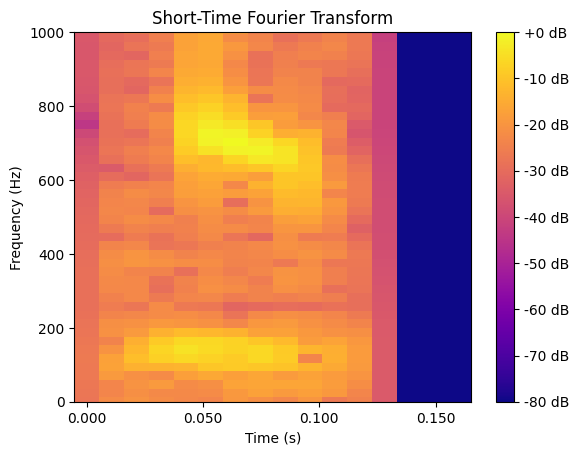 Short-Time Fourier Transform
1000
800
600
400
200
0
Frequency (Hz)
0.000
0.050
0.100
0.150
Time (s)
+0 dB
-10 dB
-20 dB
-30 dB
-40 dB
-50 dB
-60 dB
-70 dB
-80 dB